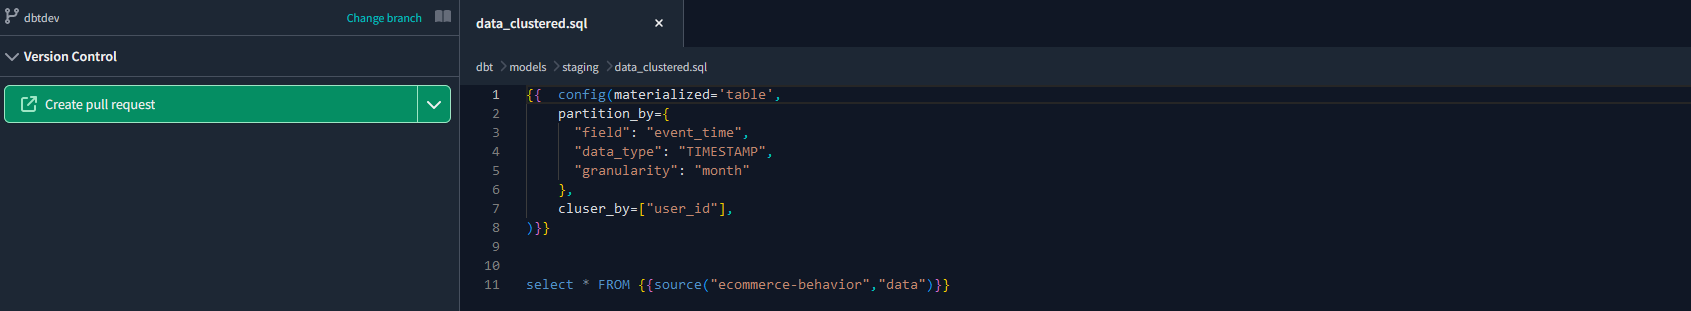 dbtdev
Change branch
Version Control
Create pull request
data_clustered.sql ×
dbt > models > staging > data_clustered.sql
1 {{  config(materialized='table',
2     partition_by={
3       "field": "event_time",
4       "data_type": "TIMESTAMP",
5       "granularity": "month"
6     },
7     cluser_by=["user_id"],
8 )}}
9
10
11 select * FROM {{source("ecommerce-behavior","data")}}